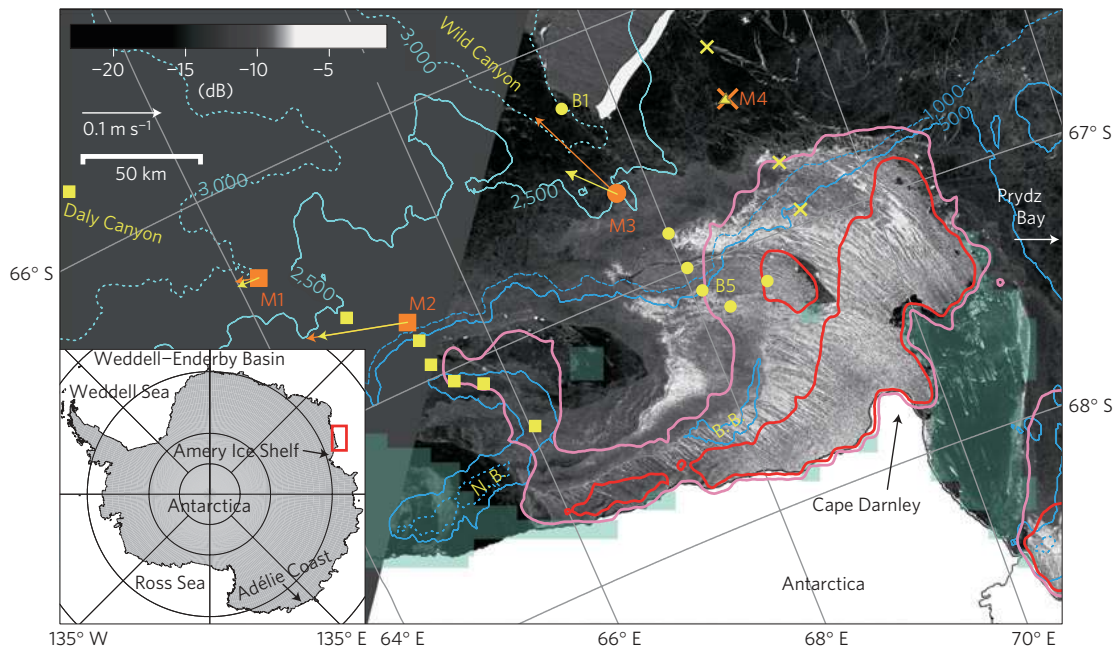 −20
−15
−10
−5
(dB)
0.1 m s−1
50 km
3,000
Wild Canyon
B1
M4
1,000
500
67° S
3,000
2,500
M3
Prydz
Bay
Daly Canyon
66° S
M1
2,500
M2
B5
68° S
B.B.
N.B.
Cape Darnley
Antarctica
Weddell−Enderby Basin
Weddell Sea
Amery Ice Shelf
Antarctica
Ross Sea
Adélie Coast
135° W
135° E
64° E
66° E
68° E
70° E